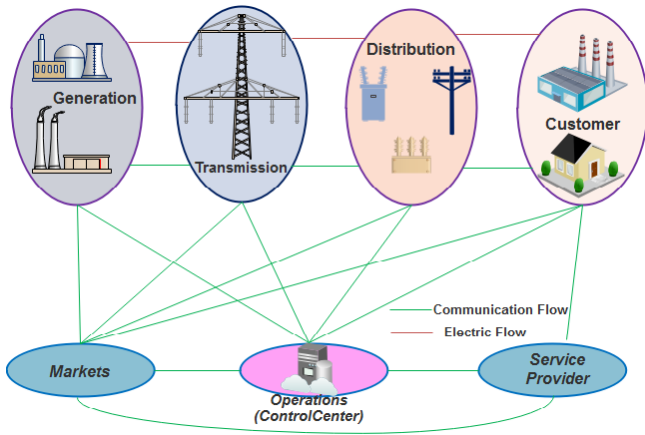 Generation
Transmission
Distribution
Customer
Communication Flow
Electric Flow
Markets
Operations
(ControlCenter)
Service
Provider